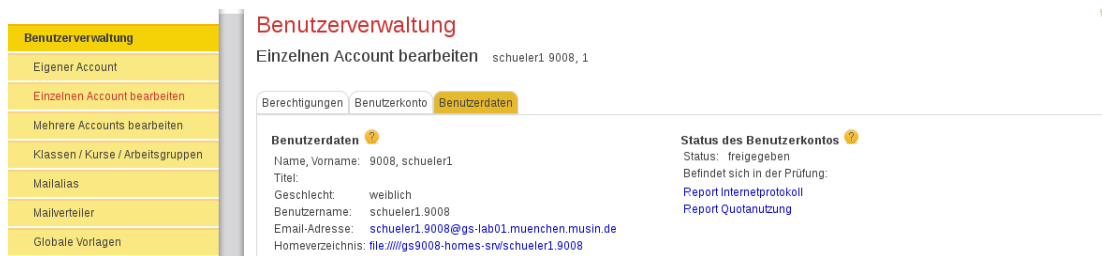 Benutzerverwaltung
Eigener Account
Einzelnen Account bearbeiten
Mehrere Accounts bearbeiten
Klassen / Kurse / Arbeitsgruppen
Mailalias
Mailverteiler
Globale Vorlagen
Benutzerverwaltung
Einzelnen Account bearbeiten schueler1 9008, 1
Berechtigungen Benutzerkonto Benutzerdaten
Benutzerdaten ?
Name, Vorname: 9008, schueler1
Titel:
Geschlecht: weiblich
Benutzername: schueler1.9008
Email-Adresse: schueler1.9008@gs-lab01.muenchen.musin.de
Homeverzeichnis: file://///gs9008-homes-srv/schueler1.9008
Status des Benutzerkontos ?
Status: freigegeben
Befindet sich in der Prüfung:
Report Internetprotokoll
Report Quotanutzung